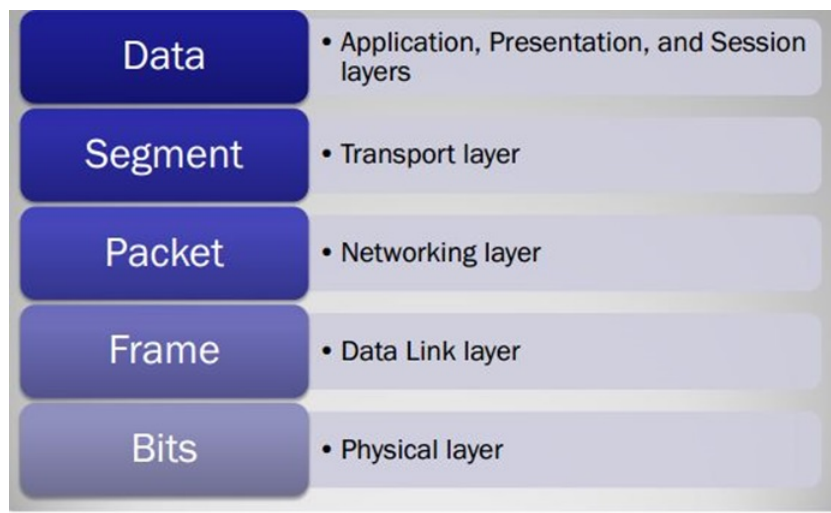 Data
• Application, Presentation, and Session
layers
Segment
• Transport layer
Packet
• Networking layer
Frame
• Data Link layer
Bits
• Physical layer